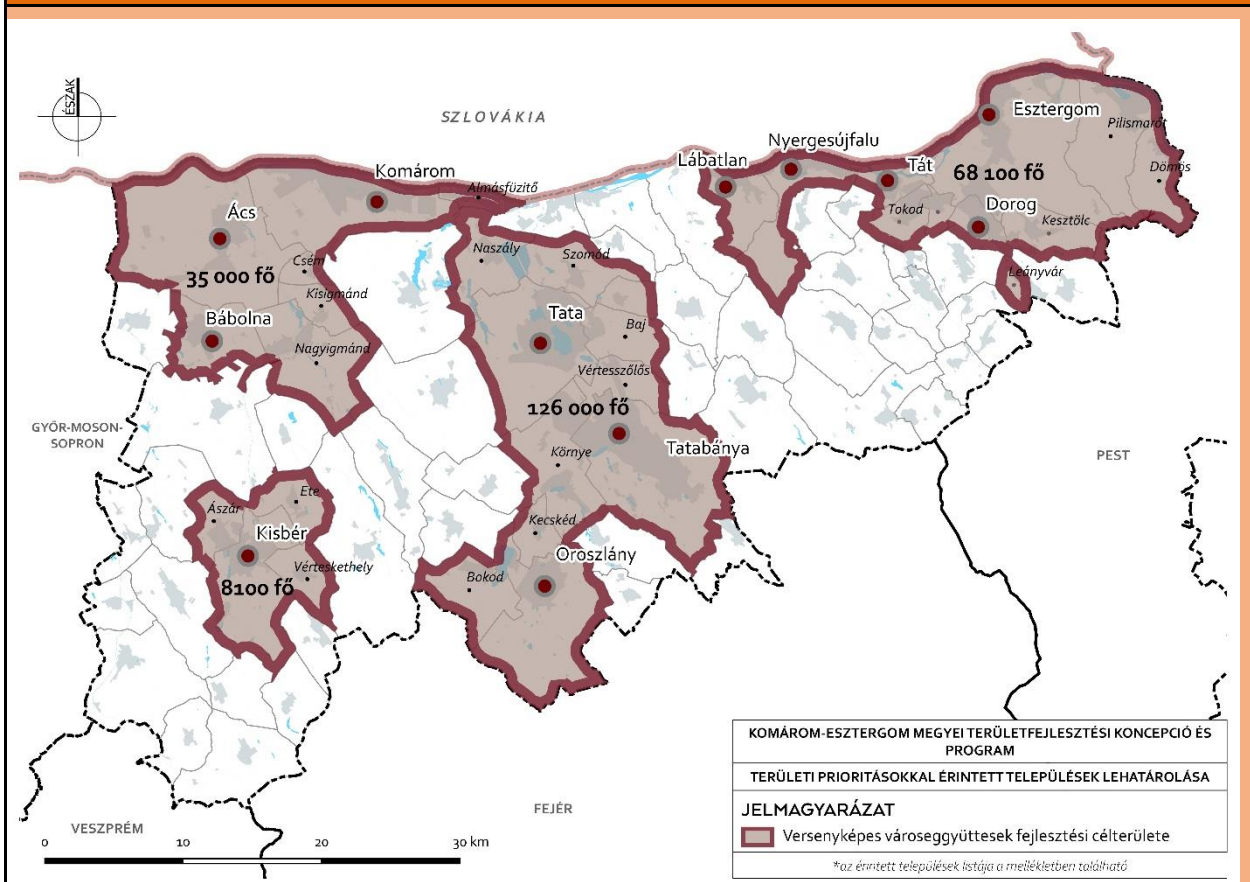 ÉSZAK
SZLOVÁKIA
Esztergom
Pilismarót
Nyergesújfalu
Lábatlan
Tát
68 100 fő
Dömös
Komárom
Almásfüzitő
Tokod
Dorog
Kesztölc
Ács
Naszály
Szomód
Csém
35 000 fő
Leányvár
Kisigmánd
Bábolna
Tata
Baj
Nagyigmánd
Vértesszőlős
126 000 fő
GYŐR-MOSON-
SOPRON
Tatabánya
PEST
Környe
Ete
Ászár
Kecskéd
Kisbér
Oroszlány
Vérteskethely
8100 fő
Bokod
KOMÁROM-ESZTERGOM MEGYEI TERÜLETFEJLESZTÉSI KONCEPCIÓ ÉS
PROGRAM
TERÜLETI PRIORITÁSOKKAL ÉRINTETT TELEPÜLÉSEK LEHATÁROLÁSA
JELMAGYARÁZAT
Versenyképes városegyüttesek fejlesztési célterülete
*az érintett települések listája a mellékletben található
FEJÉR
VESZPRÉM
0 10 20 30 km